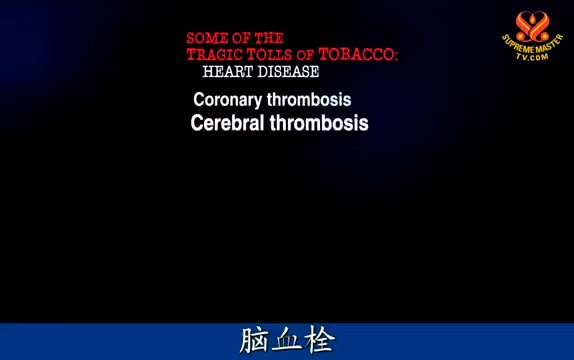 SOME OF THE
TRAGIC TOLLS OF TOBACCO:
HEART DISEASE
Coronary thrombosis
Cerebral thrombosis
SUPREME MASTER
TV.COM
脑血栓